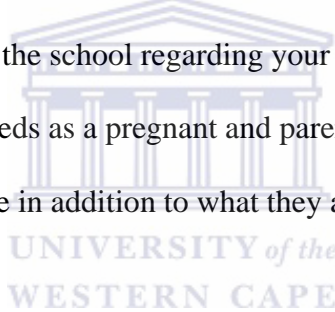 the school regarding your
eds as a pregnant and pare
e in addition to what they a
UNIVERSITY of the
WESTERN CAPE